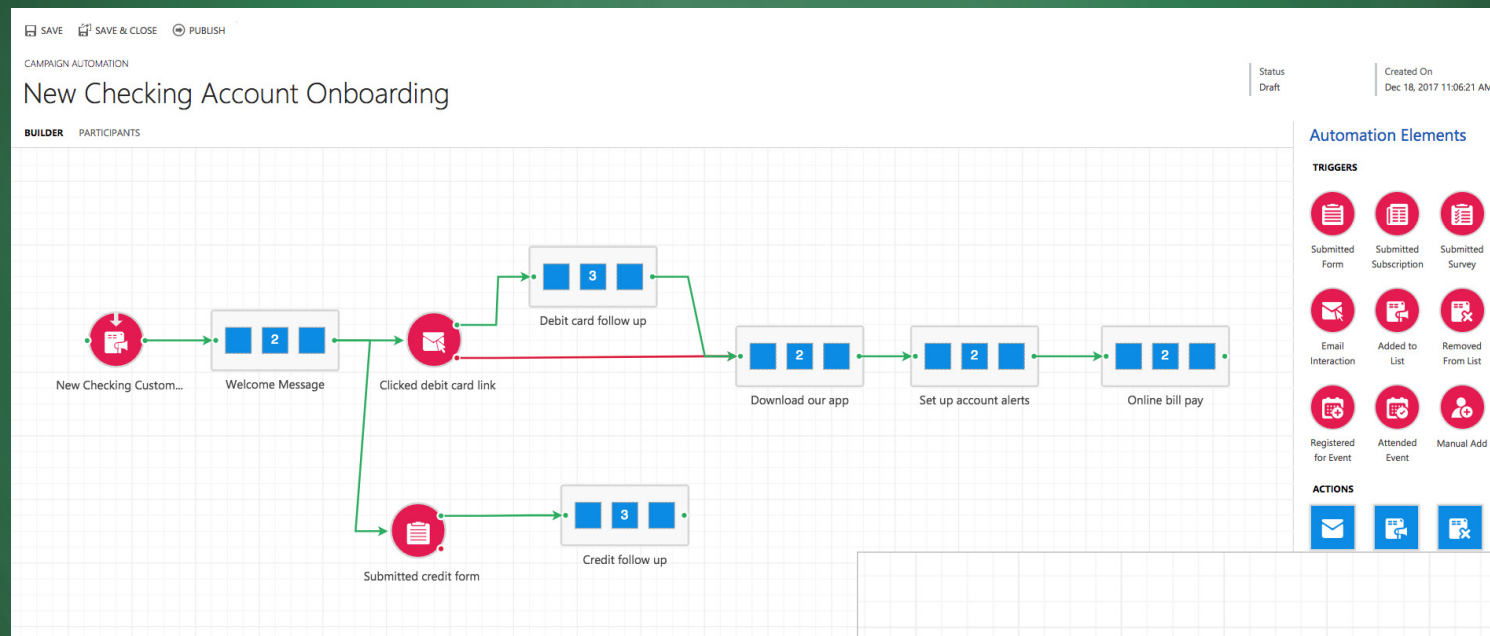 SAVE SAVE & CLOSE PUBLISH
CAMPAIGN AUTOMATION
New Checking Account Onboarding
Status
Draft
Created On
Dec 18, 2017 11:06:21 AM
BUILDER PARTICIPANTS
3
Debit card follow up
New Checking Custom...
2
Welcome Message
Clicked debit card link
2
Download our app
2
Set up account alerts
2
Online bill pay
Submitted credit form
3
Credit follow up
Automation Elements
TRIGGERS
Submitted
Form
Submitted
Subscription
Submitted
Survey
Email
Interaction
Added to
List
Removed
From List
Registered
for Event
Attended
Event
Manual Add
ACTIONS